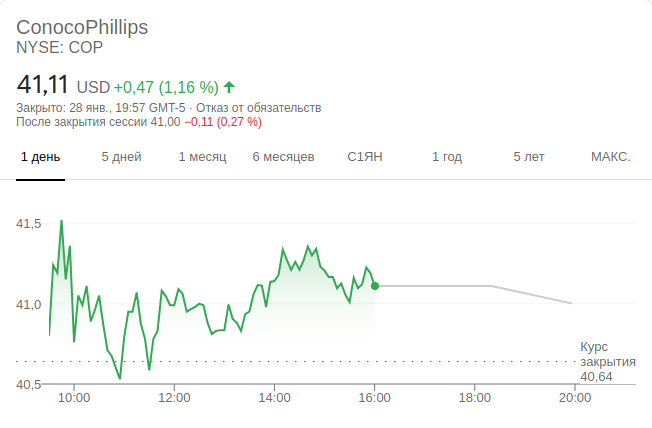 ConocoPhillips
NYSE: COP
41,11 USD +0,47 (1,16 %)
Закрыто: 28 янв., 19:57 GMT-5 · Отказ от обязательств
После закрытия сессии 41,00 −0,11 (0,27 %)
1 день 5 дней 1 месяц 6 месяцев С1ЯН 1 год 5 лет МАКС.
41,5
41,0
Курс
закрытия
40,64
40,5
10:00 12:00 14:00 16:00 18:00 20:00